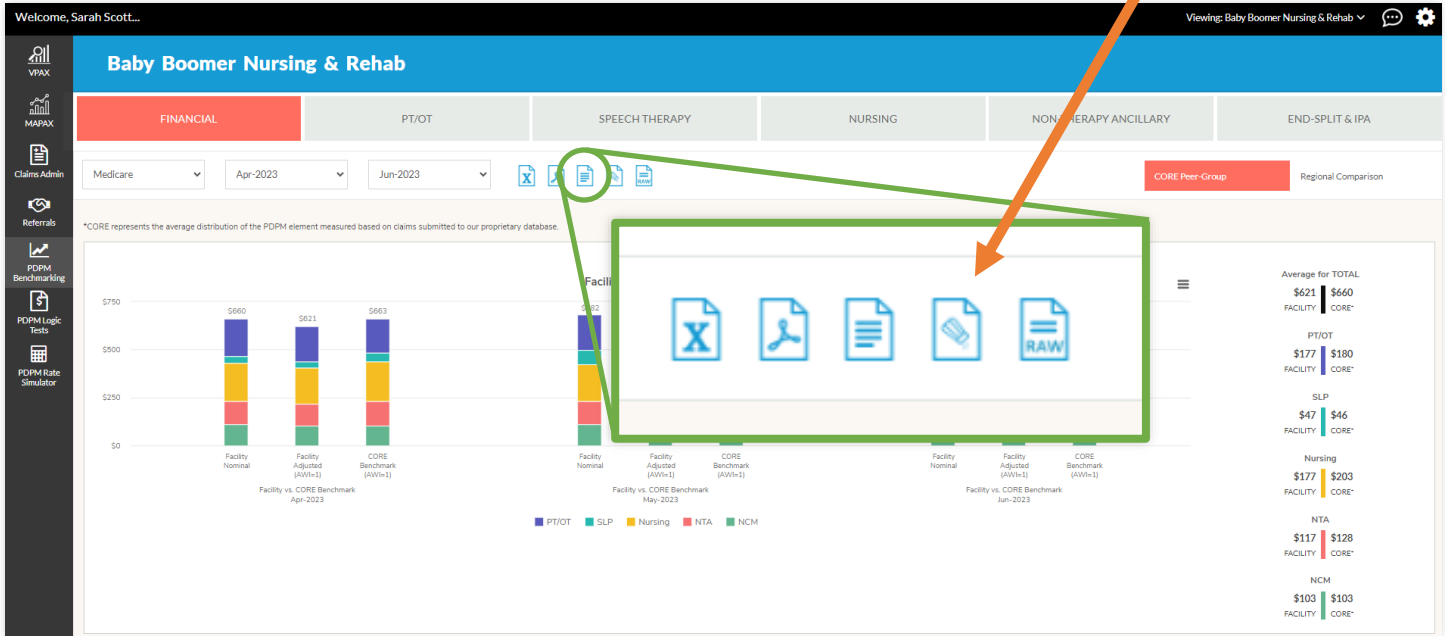 Welcome, Sarah Scott...
Viewing: Baby Boomer Nursing & Rehab
VPAX
MAPAX
Claims Admin
Referrals
PDPM
Benchmarking
PDPM Logic
Tests
PDPM Rate
Simulator
Baby Boomer Nursing & Rehab
FINANCIAL
PT/OT
SPEECH THERAPY
NURSING
NON-THERAPY ANCILLARY
END-SPLIT & IPA
Medicare
Apr-2023
Jun-2023
X
RAW
CORE Peer-Group
Regional Comparison
*CORE represents the average distribution of the PDPM element measured based on claims submitted to our proprietary database.
X
RAW
$750
$500
$250
$0
$660
$621
$663
Facility
Nominal
Facility
Adjusted
(AWI=1)
CORE
Benchmark
(AWI=1)
Facility vs. CORE Benchmark
Apr-2023
Facility
Nominal
Facility
Adjusted
(AWI=1)
CORE
Benchmark
(AWI=1)
Facility vs. CORE Benchmark
May-2023
Facility
Nominal
Facility
Adjusted
(AWI=1)
CORE
Benchmark
(AWI=1)
Facility vs. CORE Benchmark
Jun-2023
PT/OT SLP Nursing NTA NCM
Average for TOTAL
$621 $660
FACILITY CORE*
PT/OT
$177 $180
FACILITY CORE*
SLP
$47 $46
FACILITY CORE*
Nursing
$177 $203
FACILITY CORE*
NTA
$117 $128
FACILITY CORE*
NCM
$103 $103
FACILITY CORE*